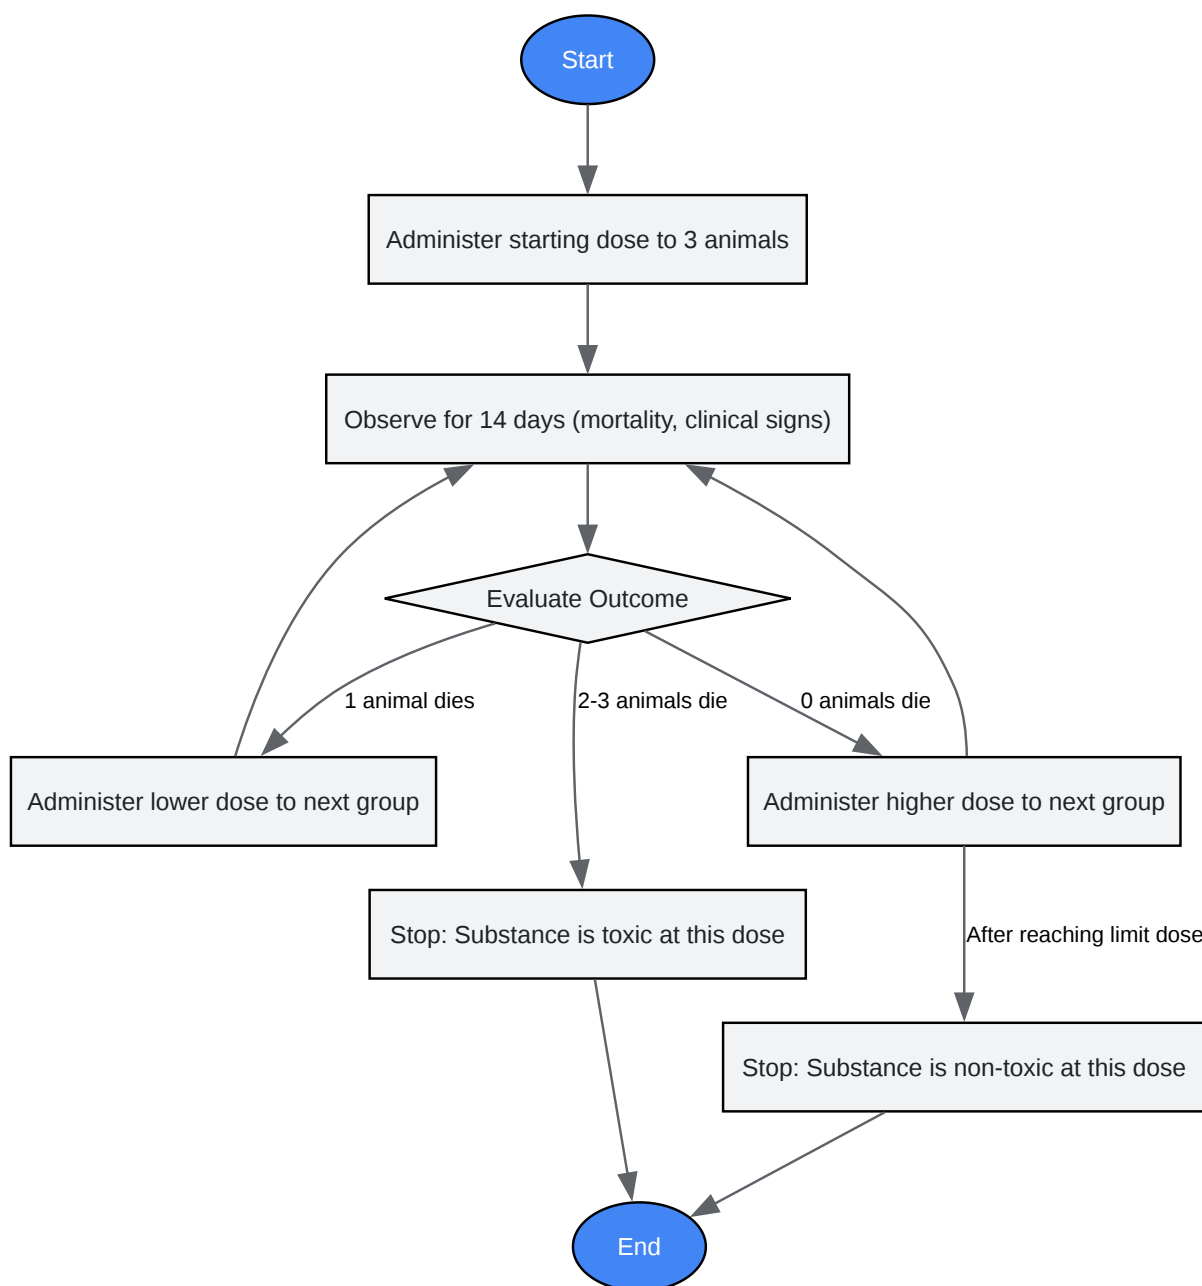 Start
Administer starting dose to 3 animals
Observe for 14 days (mortality, clinical signs)
Evaluate Outcome
1 animal dies
2-3 animals die
0 animals die
Administer lower dose to next group
Administer higher dose to next group
Stop: Substance is toxic at this dose
After reaching limit dose
Stop: Substance is non-toxic at this dose
End